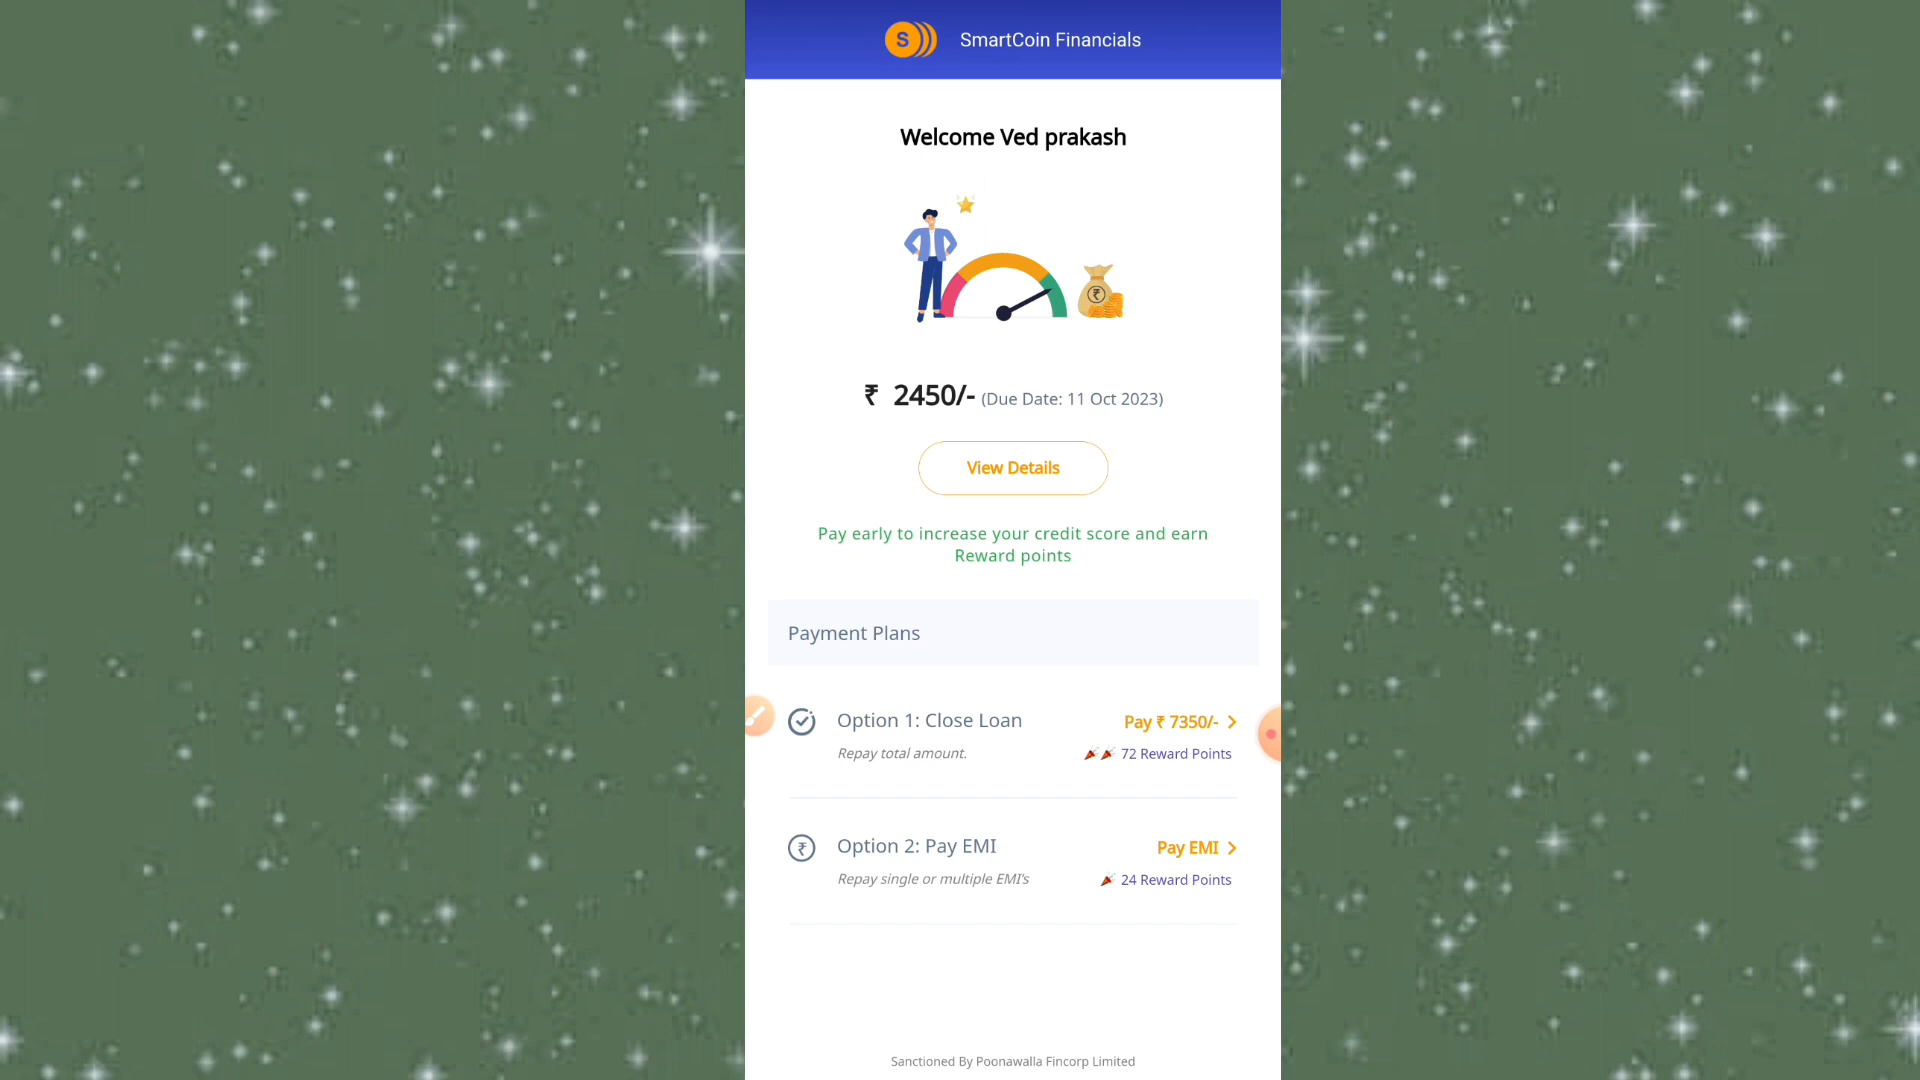 S
SmartCoin Financials
Welcome Ved prakash
₹
₹ 2450/- (Due Date: 11 Oct 2023)
View Details
Pay early to increase your credit score and earn
Reward points
Payment Plans
Option 1: Close Loan
Pay ₹ 7350/-
Repay total amount.
72 Reward Points
₹
Option 2: Pay EMI
Pay EMI
Repay single or multiple EMI's
24 Reward Points
Sanctioned By Poonawalla Fincorp Limited